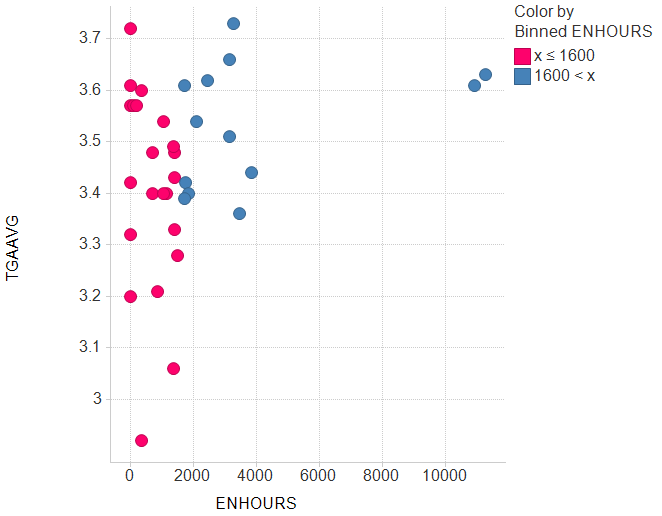 Color by
Binned ENHOURS
x ≤ 1600
1600 < x
3.7
3.6
3.5
3.4
3.3
3.2
3.1
3
TGAAVG
0 2000 4000 6000 8000 10000
ENHOURS